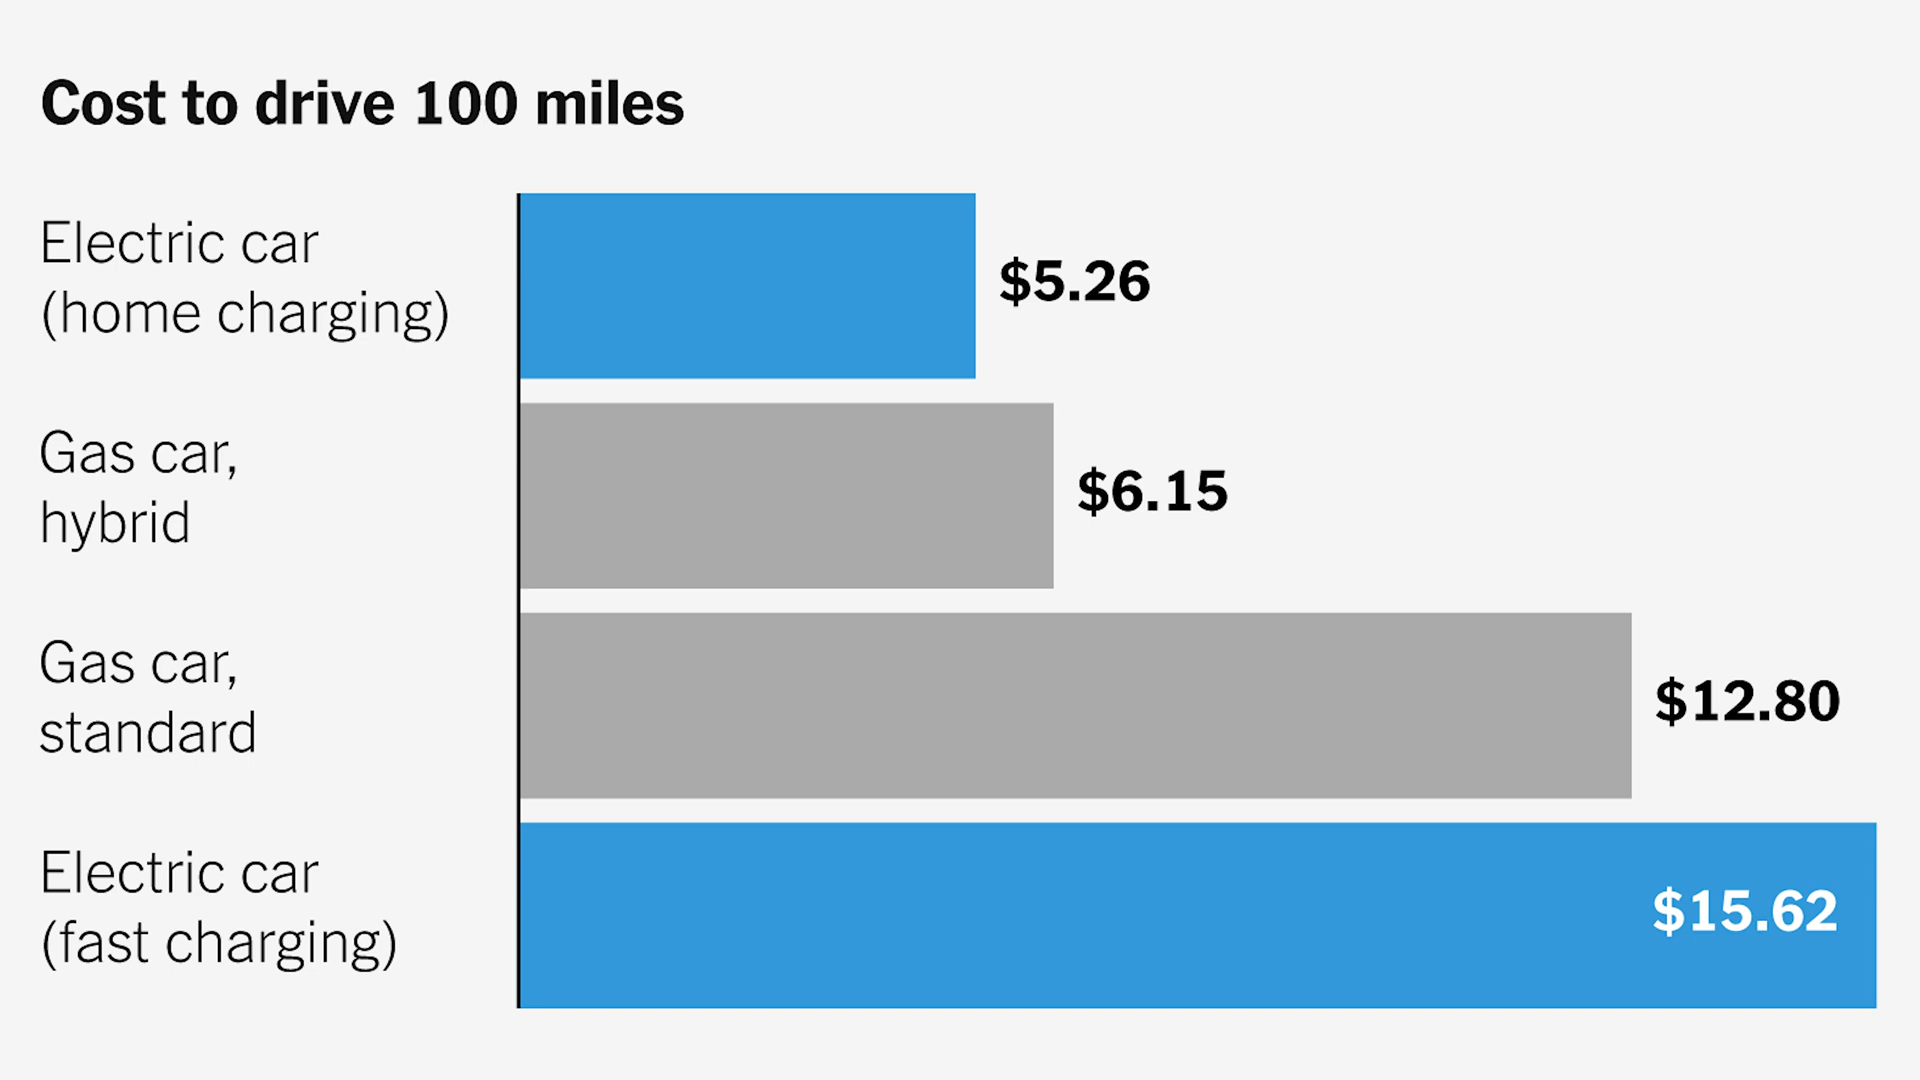 Cost to drive 100 miles
Electric car
(home charging)
$5.26
Gas car,
hybrid
$6.15
Gas car,
standard
$12.80
Electric car
(fast charging)
$15.62